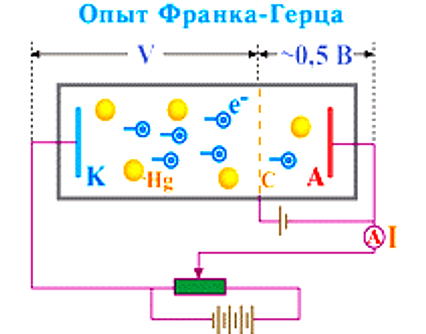 Опыт Франка-Герца
V ~0,5 В
e-
К Hg С А
А I